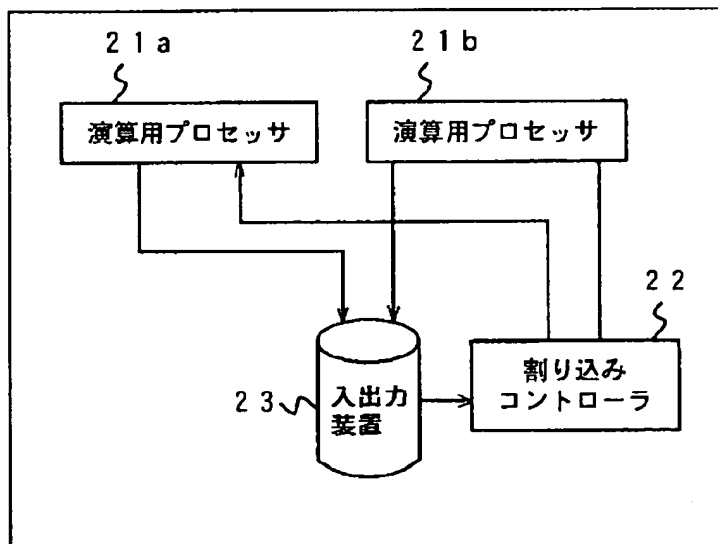 ２１ａ
２１ｂ
演算用プロセッサ
演算用プロセッサ
２２
割り込み
コントローラ
２３
入出力
装置